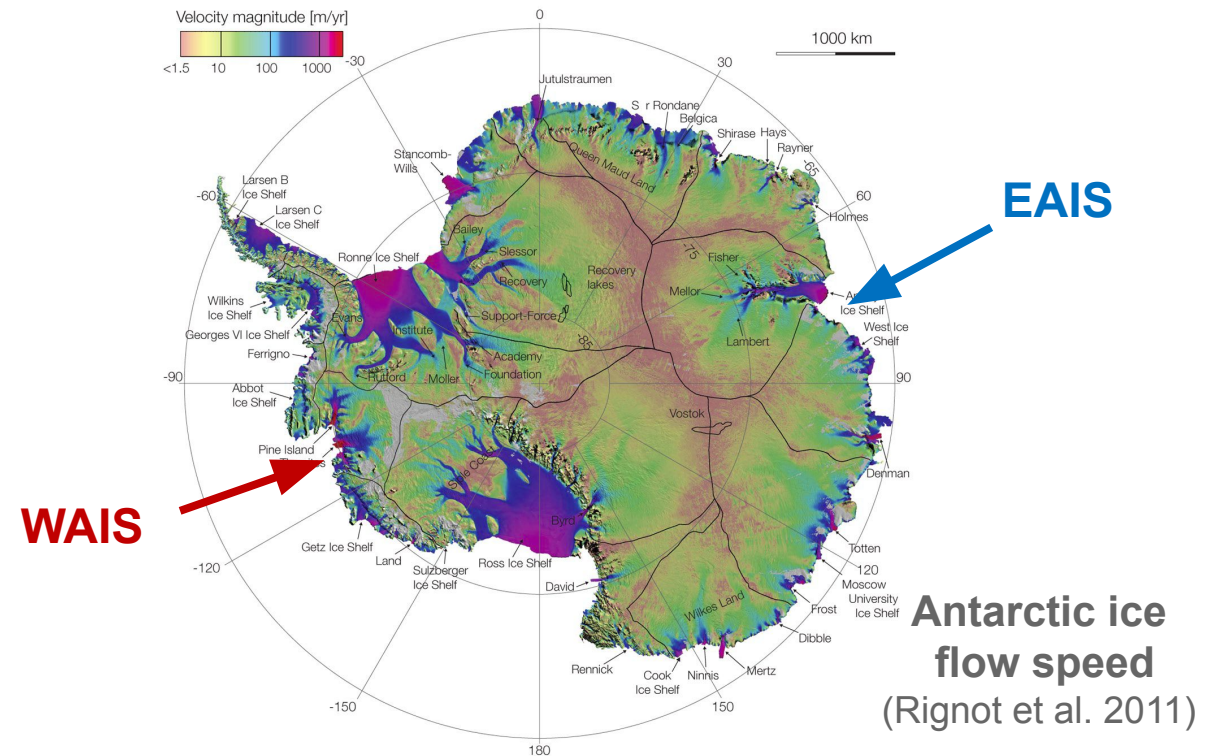 Velocity magnitude [m/yr]
<1.5 10 100 1000
0
1000 km
-30
30
Jutulstraumen
S r Rondane
Belgica
Shirase
Hays
Rayner
-65
Stancomb-
Wills
Queen Maud Land
Larsen B
Ice Shelf
-60
Larsen C
Ice Shelf
60
EAIS
Holmes
Bailey
Slessor
Recovery
Ronne Ice Shelf
Recovery
lakes
-75
Fisher
Mellor
Ice Shelf
Wilkins
Ice Shelf
Evans
Support-Force
Georges VI Ice Shelf
Institute
-85
Lambert
West Ice
Shelf
Ferrigno
Academy
Foundation
Rutford
Moller
-90
90
Abbot
Ice Shelf
Vostok
Pine Island
Denman
WAIS
Byrd
Getz Ice Shelf
Land
Sulzberger
Ice Shelf
Ross Ice Shelf
-120
David
Totten
120
Moscow
University
Ice Shelf
Wilkes Land
Frost
Dibble
Rennick
Cook
Ice Shelf
Ninnis
Mertz
-150
150
180
Antarctic ice
flow speed
(Rignot et al. 2011)